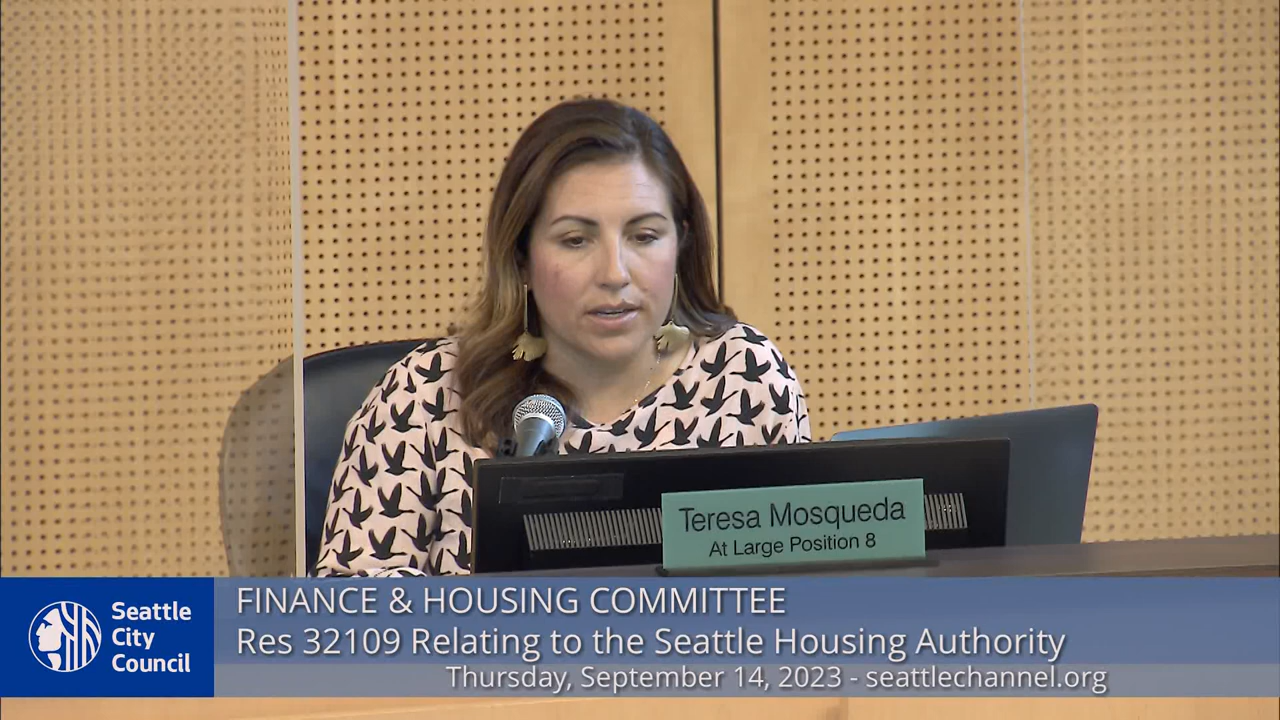 Teresa Mosqueda
At Large Position 8
Seattle
City
Council
FINANCE & HOUSING COMMITTEE
Res 32109 Relating to the Seattle Housing Authority
Thursday, September 14, 2023 - seattlechannel.org